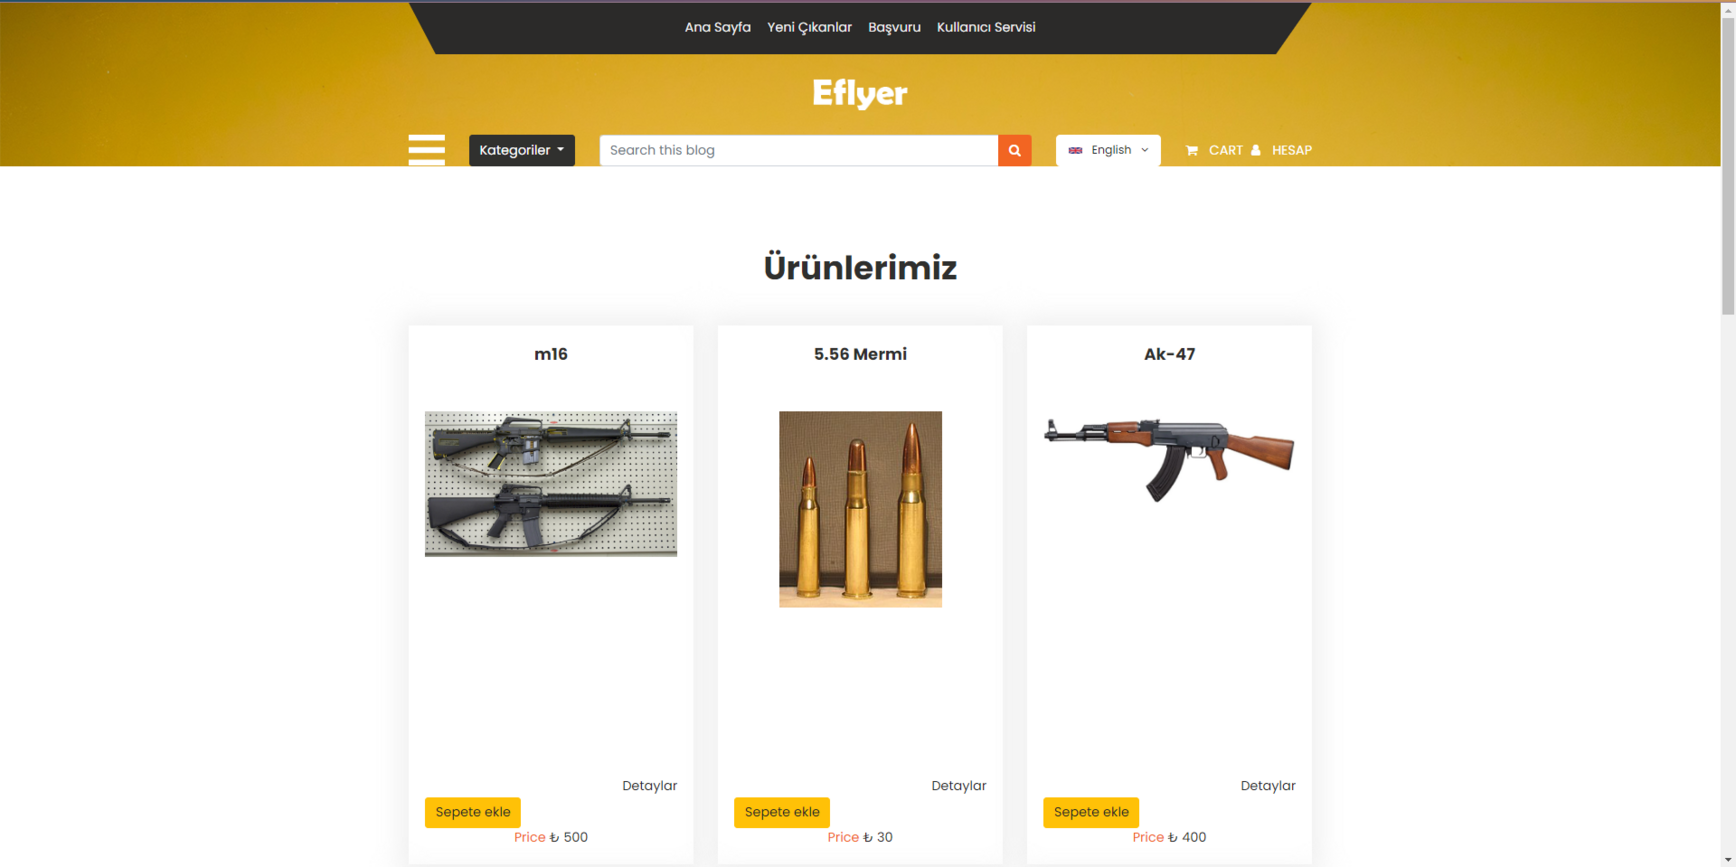 Ana Sayfa Yeni Çıkanlar Başvuru Kullanıcı Servisi
Eflyer
Kategoriler Search this blog English CART HESAP
Ürünlerimiz
m16 5.56 Mermi Ak-47
Detaylar Detaylar Detaylar
Sepete ekle Sepete ekle Sepete ekle
Price ₺ 500 Price ₺ 30 Price ₺ 400